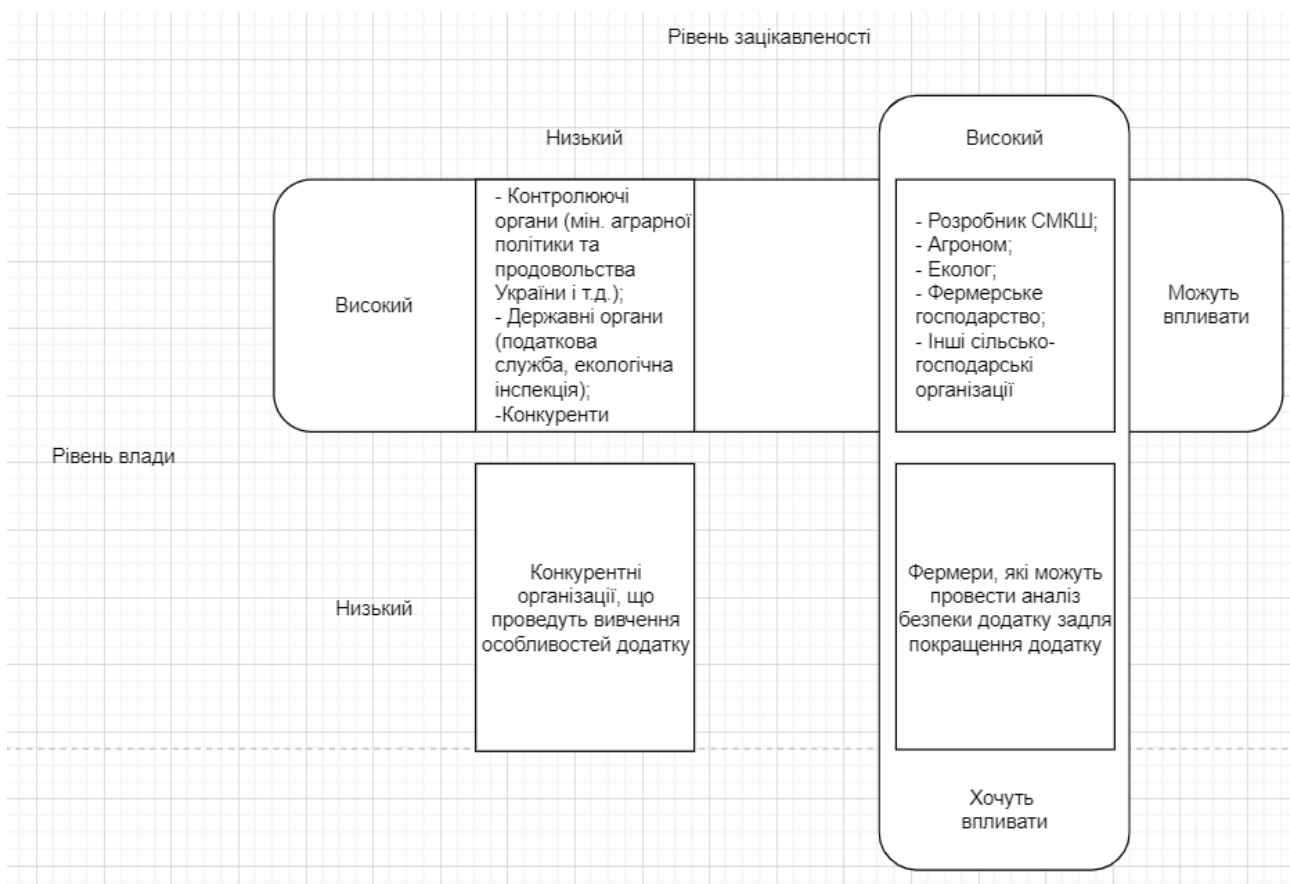 Рівень зацікавленості
Низький
Високий
Високий
- Контролюючі
органи (мін. аграрної
політики та
продовольства
України і т.д.);
- Державні органи
(податкова
служба, екологічна
інспекція);
-Конкуренти
- Розробник СМКШ;
- Агроном;
- Еколог;
- Фермерське
господарство;
- Інші сільсько-
господарські
організації
Можуть
впливати
Рівень влади
Низький
Конкурентні
організації, що
проведуть вивчення
особливостей додатку
Фермери, які можуть
провести аналіз
безпеки додатку задля
покращення додатку
Хочуть
впливати